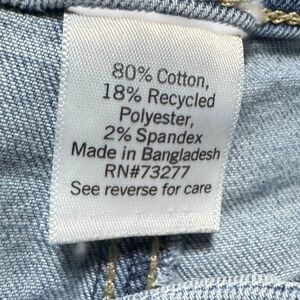 80% Cotton,
18% Recycled
Polyester,
2% Spandex
Made in Bangladesh
RN#73277
See reverse for care